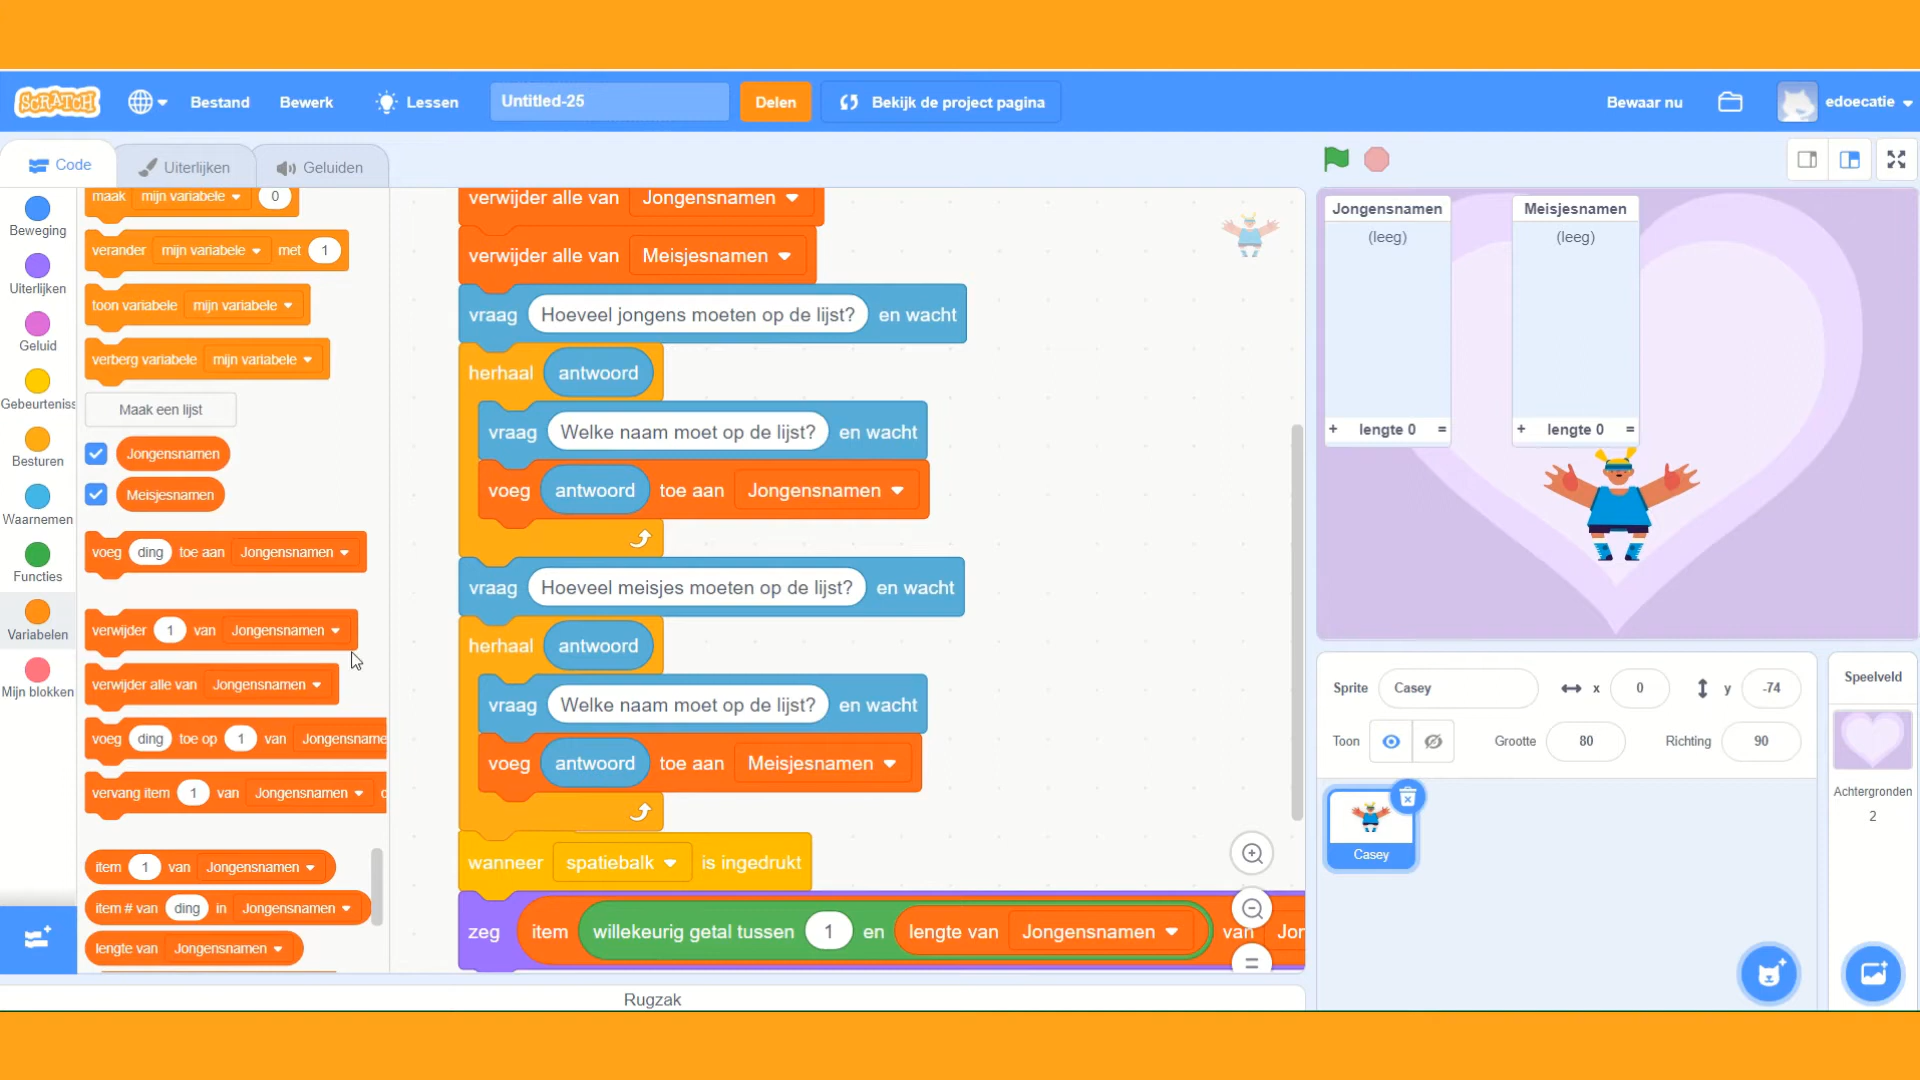 SCRATCH Bestand Bewerk Lessen Untitled-25 Delen Bekijk de project pagina Bewaar nu edoecatie
Code Uiterlijken Geluiden
Beweging
Uiterlijken
Geluid
Gebeurteniss
Besturen
Waarnemen
Functies
Variabelen
Mijn blokken
maak mijn variabele 0
verander mijn variabele met 1
toon variabele mijn variabele
verberg variabele mijn variabele
Maak een lijst
Jongensnamen
Meisjesnamen
voeg ding toe aan Jongensnamen
verwijder 1 van Jongensnamen
verwijder alle van Jongensnamen
voeg ding toe op 1 van Jongensname
vervang item 1 van Jongensnamen
item 1 van Jongensnamen
item # van ding in Jongensnamen
lengte van Jongensnamen
verwijder alle van Jongensnamen
verwijder alle van Meisjesnamen
vraag Hoeveel jongens moeten op de lijst? en wacht
herhaal antwoord
vraag Welke naam moet op de lijst? en wacht
voeg antwoord toe aan Jongensnamen
vraag Hoeveel meisjes moeten op de lijst? en wacht
herhaal antwoord
vraag Welke naam moet op de lijst? en wacht
voeg antwoord toe aan Meisjesnamen
wanneer spatiebalk is ingedrukt
zeg item willekeurig getal tussen 1 en lengte van Jongensnamen van Jor
Rugzak
Jongensnamen
(leeg)
+ lengte 0 =
Meisjesnamen
(leeg)
+ lengte 0 =
Sprite Casey x 0 y -74
Toon Grootte 80 Richting 90
Casey
Speelveld
Achtergronden
2